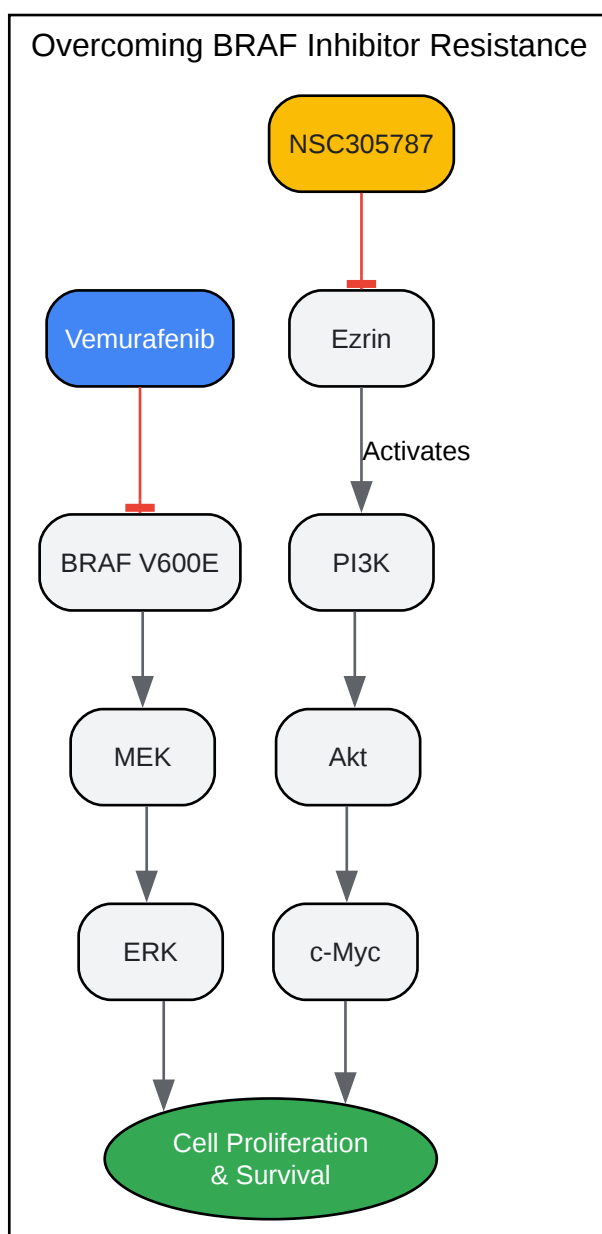 Overcoming BRAF Inhibitor Resistance
NSC305787
Vemurafenib
Ezrin
Activates
BRAF V600E
PI3K
MEK
Akt
ERK
c-Myc
Cell Proliferation
& Survival